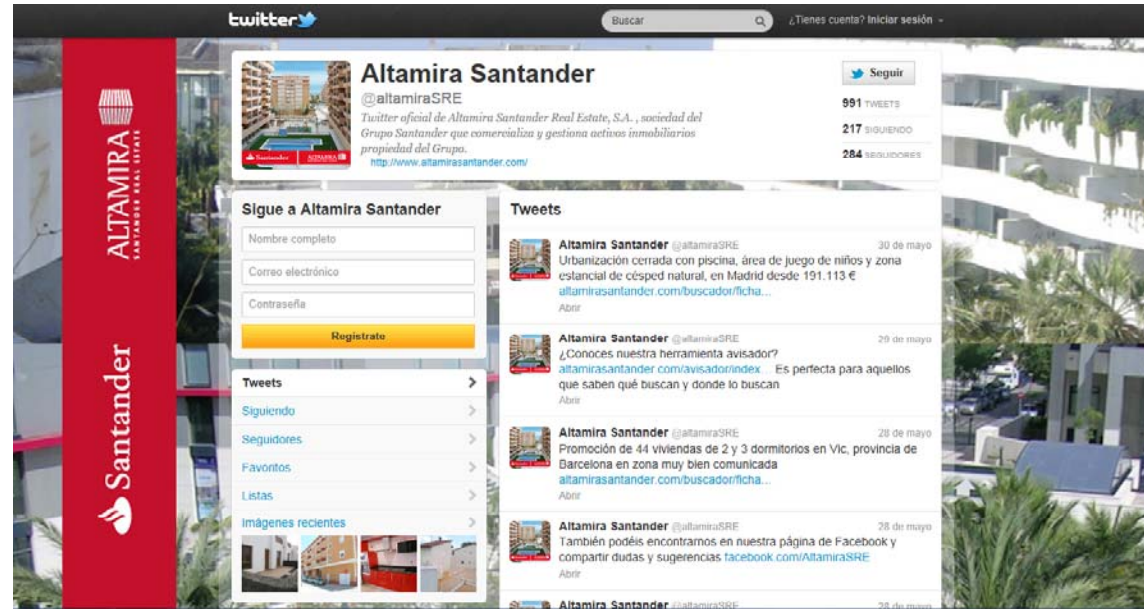 twitter
Buscar
¿Tienes cuenta? Iniciar sesión
Altamira Santander
@altamiraSRE
Twitter oficial de Altamira Santander Real Estate, S.A. , sociedad del
Grupo Santander que comercializa y gestiona activos inmobiliarios
propiedad del Grupo.
http://www.altamirasantander.com/
Seguir
991 TWEETS
217 SIGUIENDO
284 SEGUIDORES
Santander
ALTAMIRA
ALTAMIRA
SANTANDER REAL ESTATE
Santander
Sigue a Altamira Santander
Nombre completo
Correo electrónico
Contraseña
Regístrate
Tweets
Siguiendo
Seguidores
Favoritos
Listas
Imágenes recientes
Tweets
Altamira Santander @altamiraSRE 30 de mayo
Urbanización cerrada con piscina, área de juego de niños y zona
estancial de césped natural, en Madrid desde 191.113 €
altamirasantander.com/buscador/ficha...
Abrir
Altamira Santander @altamiraSRE 29 de mayo
¿Conoces nuestra herramienta avisador?
altamirasantander.com/avisador/index... Es perfecta para aquellos
que saben qué buscan y donde lo buscan
Abrir
Altamira Santander @altamiraSRE 28 de mayo
Promoción de 44 viviendas de 2 y 3 dormitorios en Vic, provincia de
Barcelona en zona muy bien comunicada
altamirasantander.com/buscador/ficha...
Abrir
Altamira Santander @altamiraSRE 28 de mayo
También podéis encontrarnos en nuestra página de Facebook y
compartir dudas y sugerencias facebook.com/AltamiraSRE
Abrir
Altamira Santander @altamiraSRE 28 de mayo